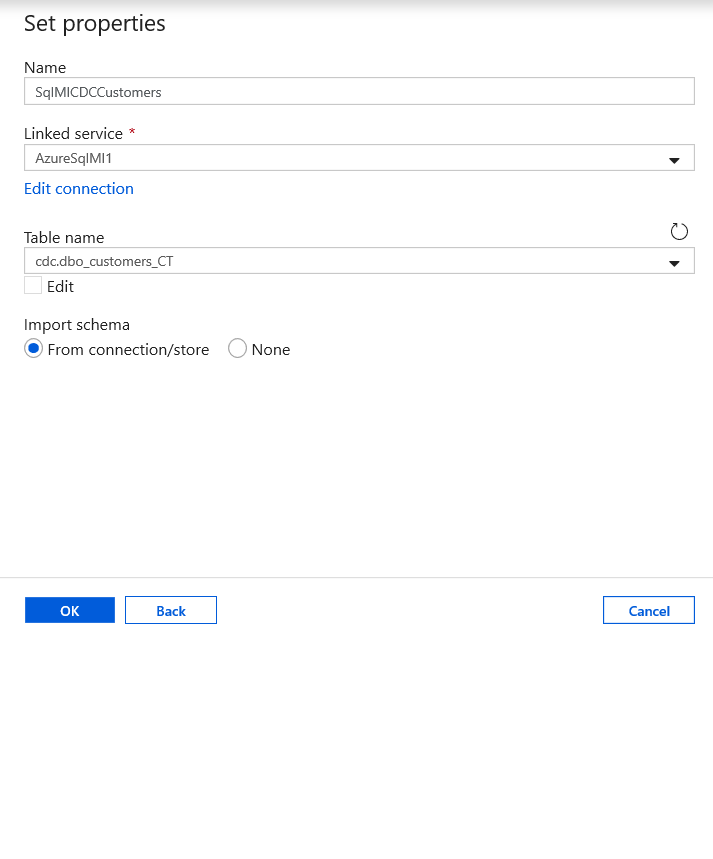 Set properties
Name
SqlMICDCCustomers
Linked service *
AzureSqlMI1
Edit connection
Table name
cdc.dbo_customers_CT
Edit
Import schema
From connection/store None
OK Back Cancel